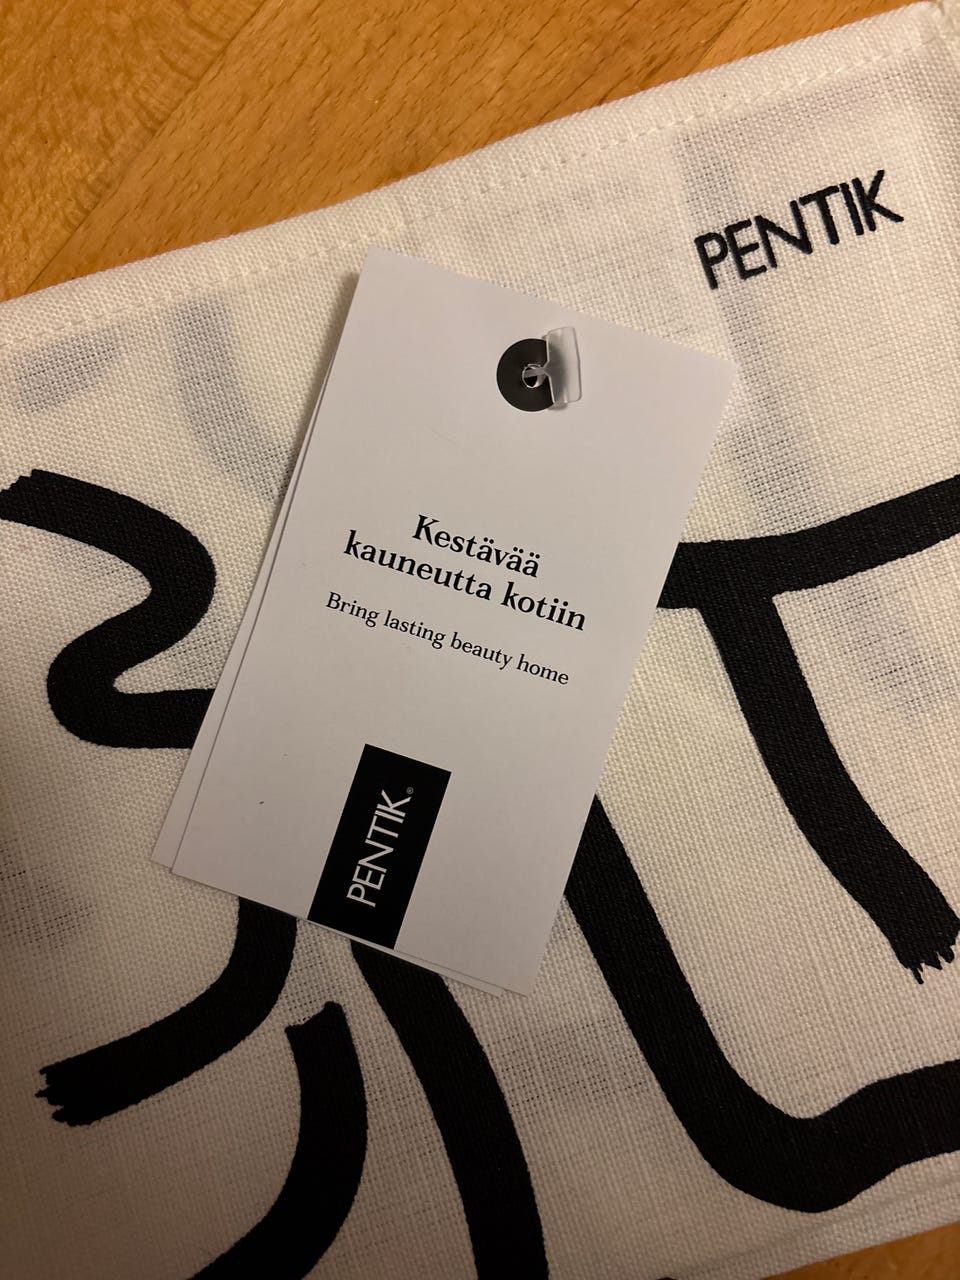 PENTIK
Kestävää
kauneutta kotiin
Bring lasting beauty home
PENTIK®